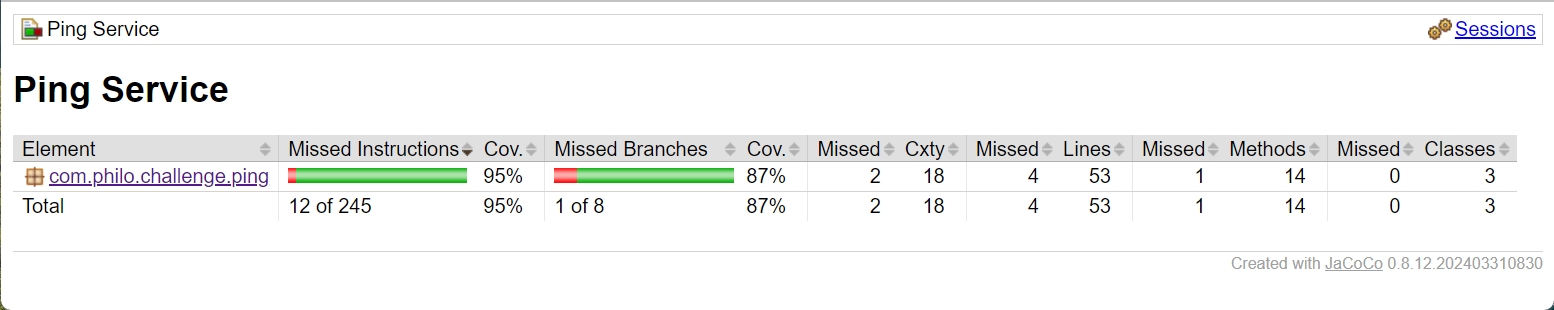 Ping Service Sessions
Ping Service
Element Missed Instructions Cov. Missed Branches Cov. Missed Cxty Missed Lines Missed Methods Missed Classes
com.philo.challenge.ping 95% 87% 2 18 4 53 1 14 0 3
Total 12 of 245 95% 1 of 8 87% 2 18 4 53 1 14 0 3
Created with JaCoCo 0.8.12.202403310830